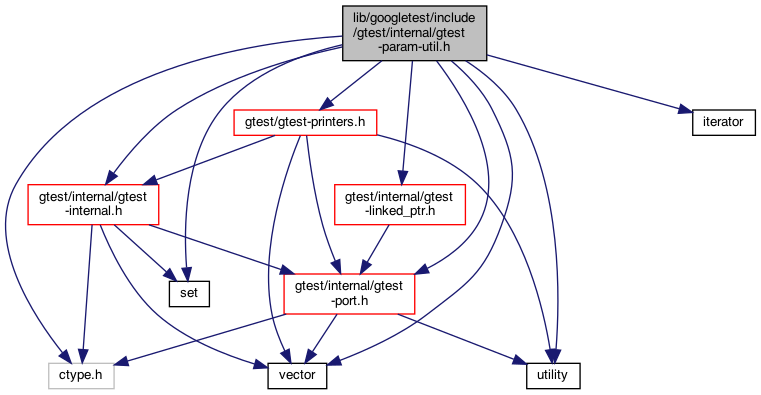 lib/googletest/include
/gtest/internal/gtest
-param-util.h
gtest/gtest-printers.h
iterator
gtest/internal/gtest
-internal.h
gtest/internal/gtest
-linked_ptr.h
set
gtest/internal/gtest
-port.h
ctype.h
vector
utility